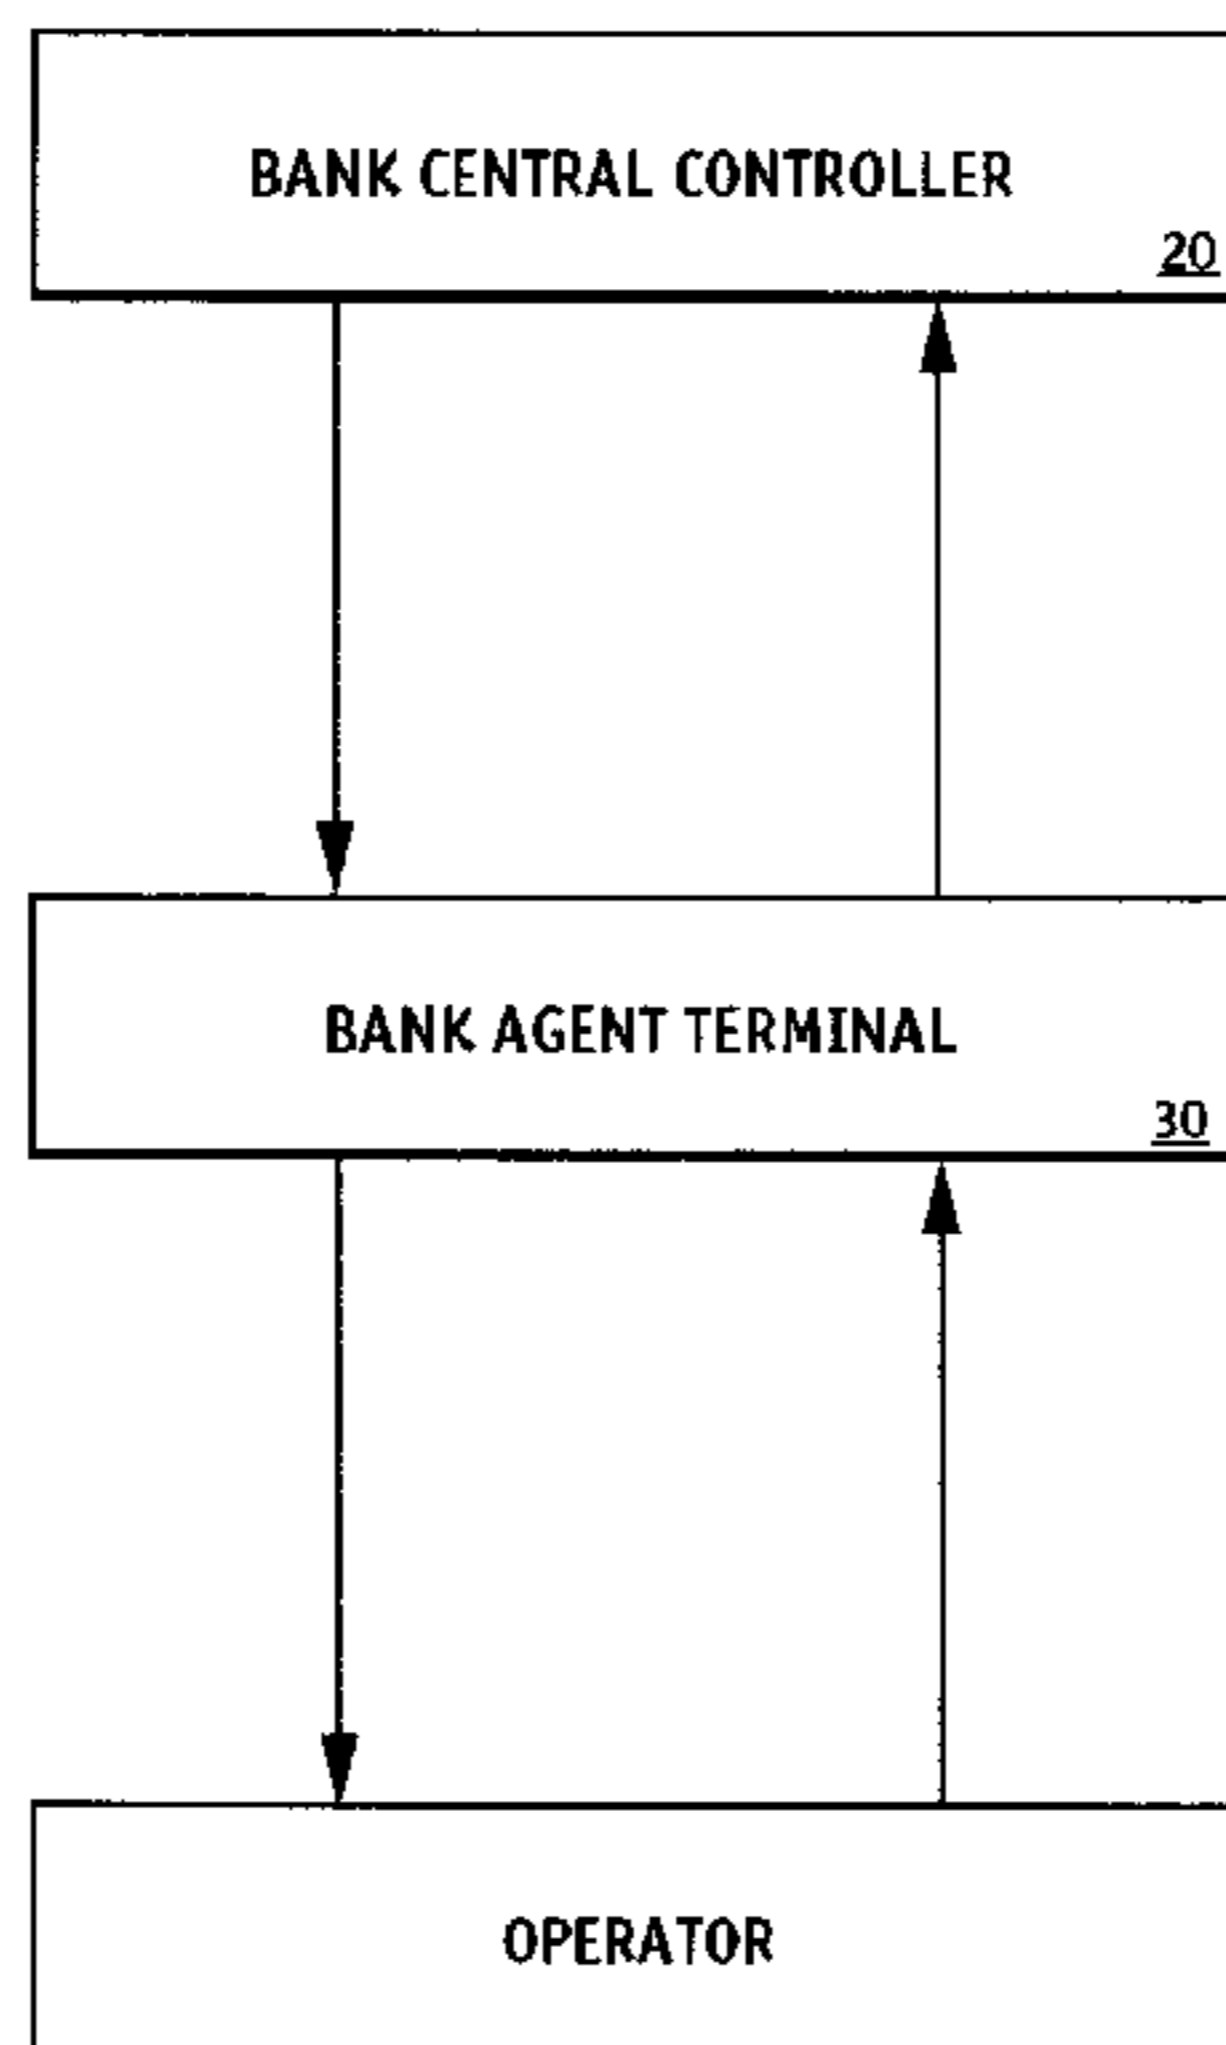 BANK CENTRAL CONTROLLER
20
BANK AGENT TERMINAL
30
OPERATOR